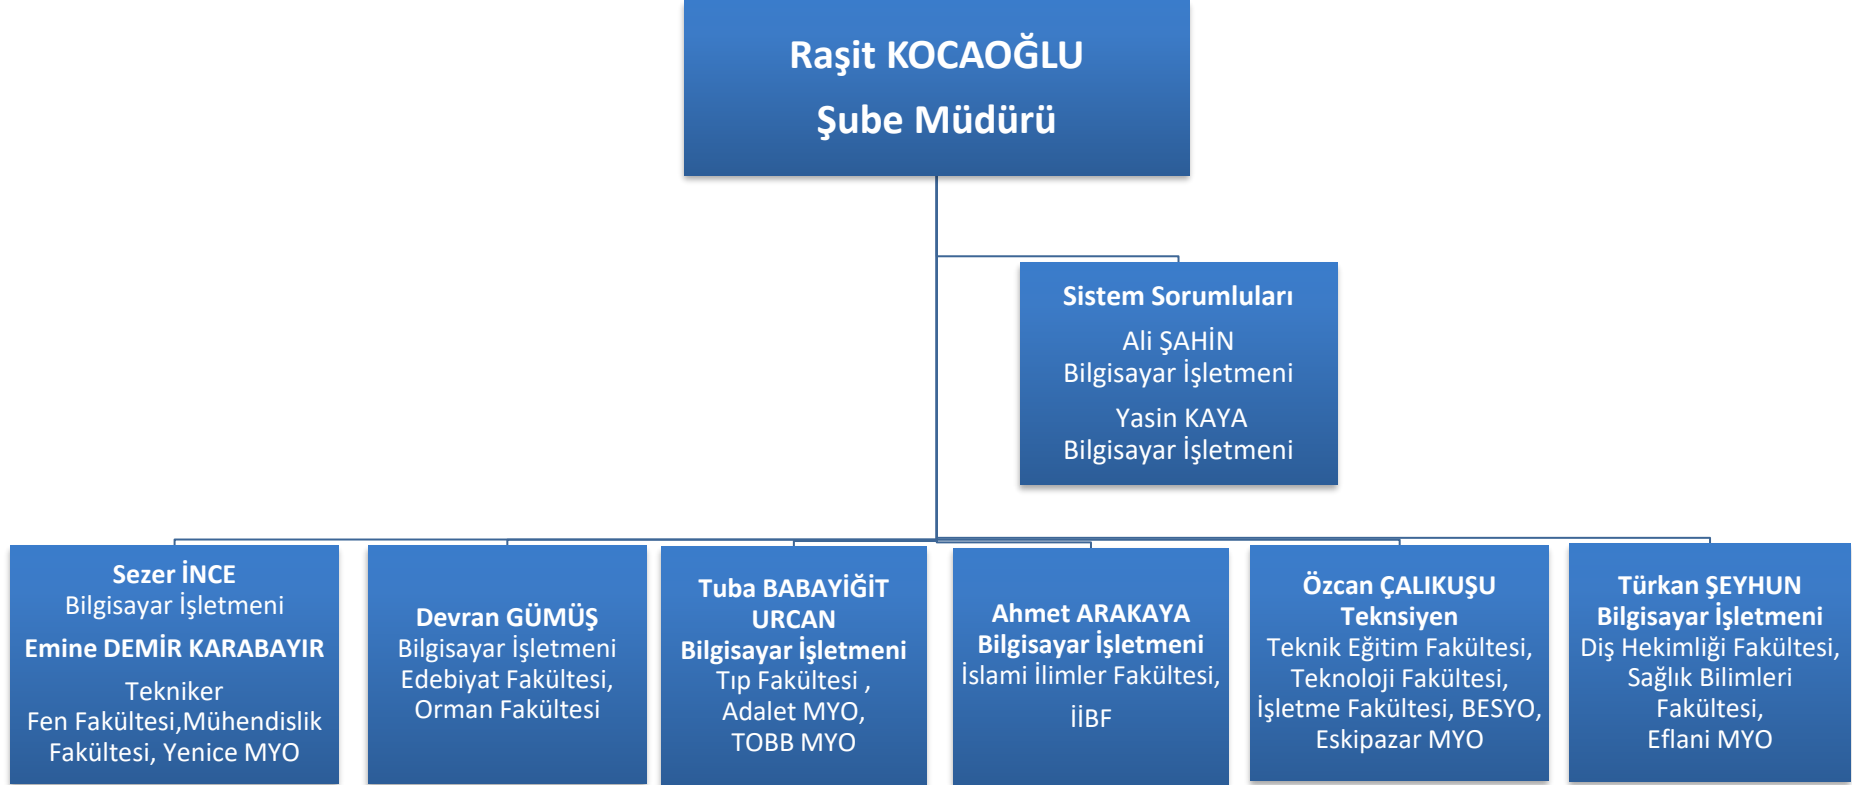 Raşit KOCAOĞLU
Şube Müdürü
Sistem Sorumluları
Ali ŞAHİN
Bilgisayar İşletmeni
Yasin KAYA
Bilgisayar İşletmeni
Sezer İNCE
Bilgisayar İşletmeni
Emine DEMİR KARABAYIR
Tekniker
Fen Fakültesi,Mühendislik
Fakültesi, Yenice MYO
Devran GÜMÜŞ
Bilgisayar İşletmeni
Edebiyat Fakültesi,
Orman Fakültesi
Tuba BABAYİĞİT
URCAN
Bilgisayar İşletmeni
Tıp Fakültesi ,
Adalet MYO,
TOBB MYO
Ahmet ARAKAYA
Bilgisayar İşletmeni
İslami İlimler Fakültesi,
İİBF
Özcan ÇALIKUŞU
Teknsiyen
Teknik Eğitim Fakültesi,
Teknoloji Fakültesi,
İşletme Fakültesi, BESYO,
Eskipazar MYO
Türkan ŞEYHUN
Bilgisayar İşletmeni
Diş Hekimliği Fakültesi,
Sağlık Bilimleri
Fakültesi,
Eflani MYO